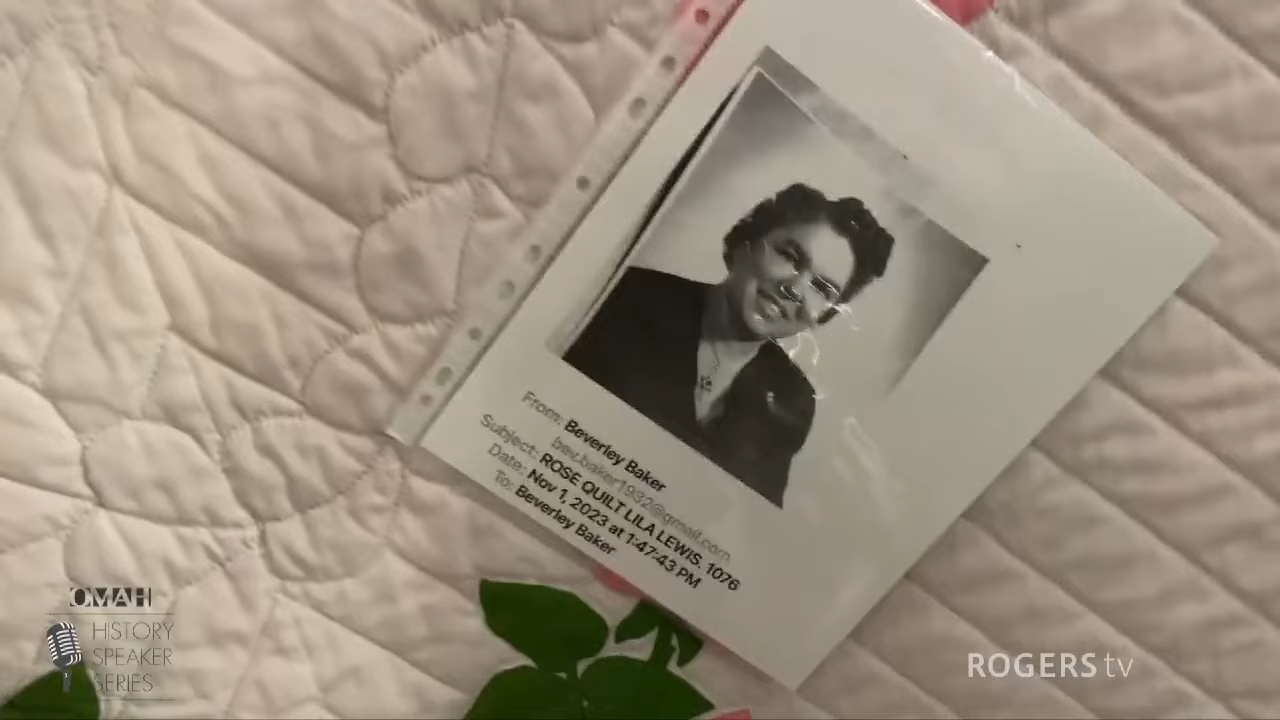 From: Beverley Baker
bev.baker1932@gmail.com
Subject: ROSE QUILT LILA LEWIS, 1076
Date: Nov 1, 2023 at 1:47:43 PM
To: Beverley Baker
OMAH
HISTORY
SPEAKER
SERIES
ROGERS tv